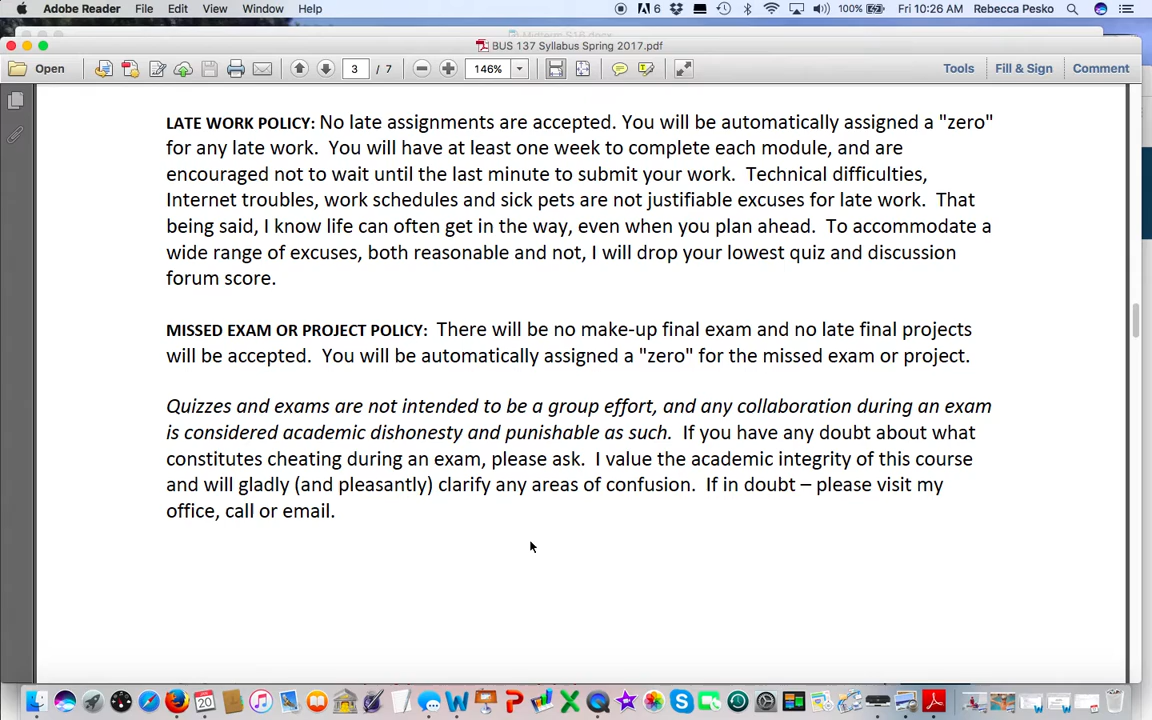 Adobe Reader File Edit View Window Help 6 100% Fri 10:26 AM Rebecca Pesko
Midterm S16.docx
BUS 137 Syllabus Spring 2017.pdf
Open 3 / 7 146% Tools Fill & Sign Comment
LATE WORK POLICY: No late assignments are accepted. You will be automatically assigned a "zero"
for any late work. You will have at least one week to complete each module, and are
encouraged not to wait until the last minute to submit your work. Technical difficulties,
Internet troubles, work schedules and sick pets are not justifiable excuses for late work. That
being said, I know life can often get in the way, even when you plan ahead. To accommodate a
wide range of excuses, both reasonable and not, I will drop your lowest quiz and discussion
forum score.
MISSED EXAM OR PROJECT POLICY: There will be no make-up final exam and no late final projects
will be accepted. You will be automatically assigned a "zero" for the missed exam or project.
Quizzes and exams are not intended to be a group effort, and any collaboration during an exam
is considered academic dishonesty and punishable as such. If you have any doubt about what
constitutes cheating during an exam, please ask. I value the academic integrity of this course
and will gladly (and pleasantly) clarify any areas of confusion. If in doubt – please visit my
office, call or email.
20